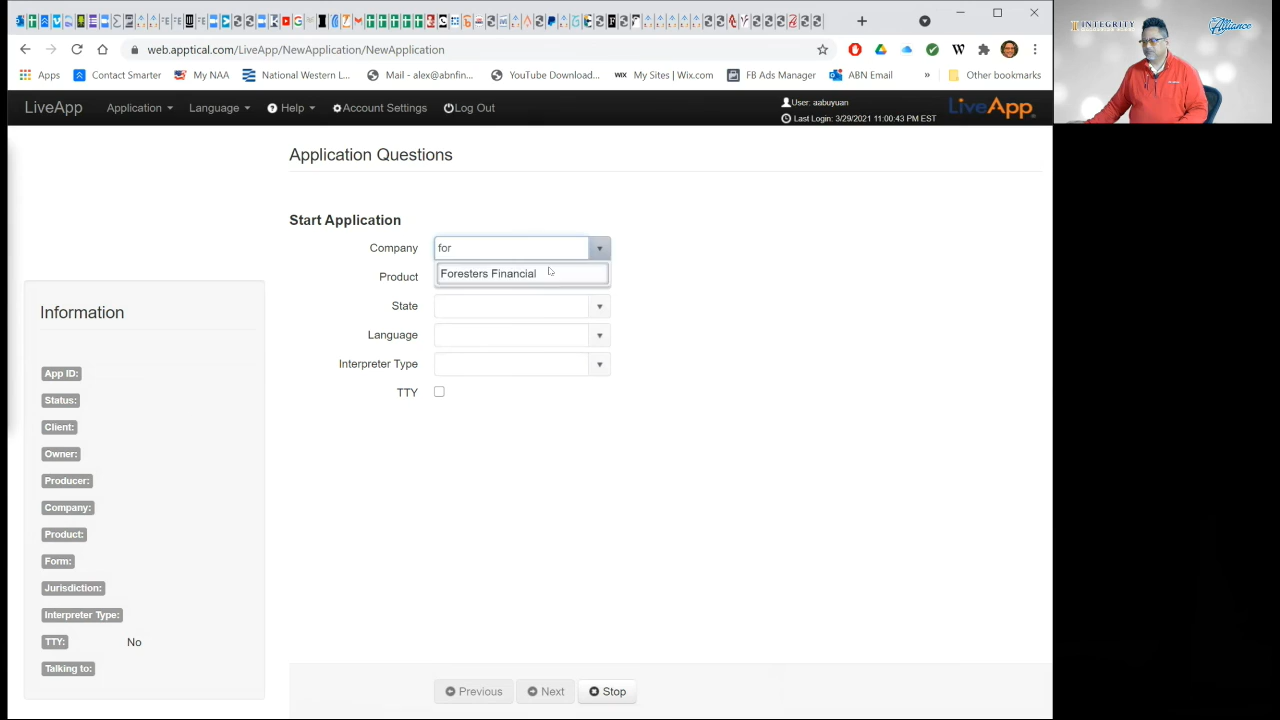 web.apptical.com/LiveApp/NewApplication/NewApplication
Apps
Contact Smarter
My NAA
National Western L...
Mail - alex@abnfin...
YouTube Download...
WIX My Sites | Wix.com
FB Ads Manager
ABN Email
»
Other bookmarks
INTEGRITY
Alliance
LiveApp
Application
Language
Help
Account Settings
Log Out
User: aabuyuan
Last Login: 3/29/2021 11:00:43 PM EST
LiveApp
Application Questions
Start Application
Company for
Foresters Financial
Product
State
Language
Interpreter Type
TTY
Information
App ID:
Status:
Client:
Owner:
Producer:
Company:
Product:
Form:
Jurisdiction:
Interpreter Type:
TTY: No
Talking to:
Previous
Next
Stop